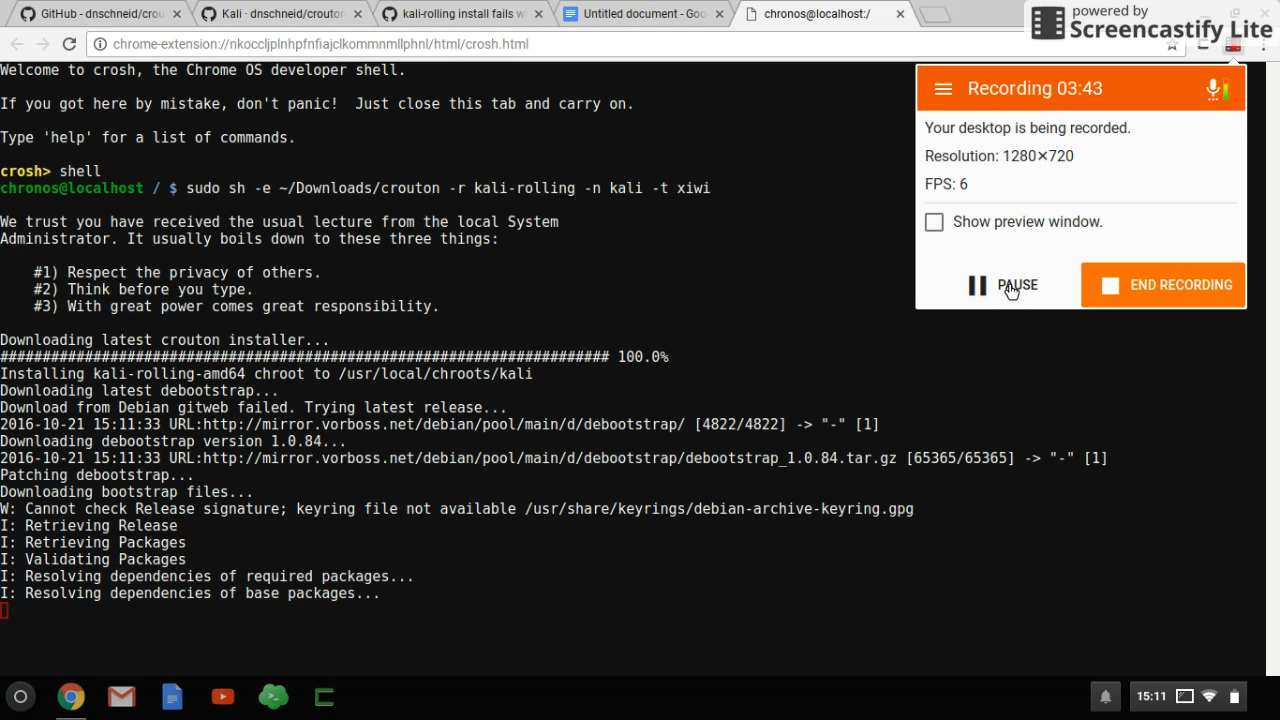 GitHub - dnschneid/crou
Kali · dnschneid/crouton
kali-rolling install fails w
Untitled document - Goo
chronos@localhost:/
powered by
Screencastify Lite
chrome-extension://nkoccljplnhpfnfiajclkommnmllphnl/html/crosh.html
Welcome to crosh, the Chrome OS developer shell.
If you got here by mistake, don't panic!  Just close this tab and carry on.
Type 'help' for a list of commands.
crosh> shell
chronos@localhost / $ sudo sh -e ~/Downloads/crouton -r kali-rolling -n kali -t xiwi
We trust you have received the usual lecture from the local System
Administrator. It usually boils down to these three things:
#1) Respect the privacy of others.
#2) Think before you type.
#3) With great power comes great responsibility.
Downloading latest crouton installer...
######################################################################### 100.0%
Installing kali-rolling-amd64 chroot to /usr/local/chroots/kali
Downloading latest debootstrap...
Download from Debian gitweb failed. Trying latest release...
2016-10-21 15:11:33 URL:http://mirror.vorboss.net/debian/pool/main/d/debootstrap/ [4822/4822] -> "-" [1]
Downloading debootstrap version 1.0.84...
2016-10-21 15:11:33 URL:http://mirror.vorboss.net/debian/pool/main/d/debootstrap/debootstrap_1.0.84.tar.gz [65365/65365] -> "-" [1]
Patching debootstrap...
Downloading bootstrap files...
W: Cannot check Release signature; keyring file not available /usr/share/keyrings/debian-archive-keyring.gpg
I: Retrieving Release
I: Retrieving Packages
I: Validating Packages
I: Resolving dependencies of required packages...
I: Resolving dependencies of base packages...
Recording 03:43
Your desktop is being recorded.
Resolution: 1280×720
FPS: 6
Show preview window.
PAUSE
END RECORDING
15:11